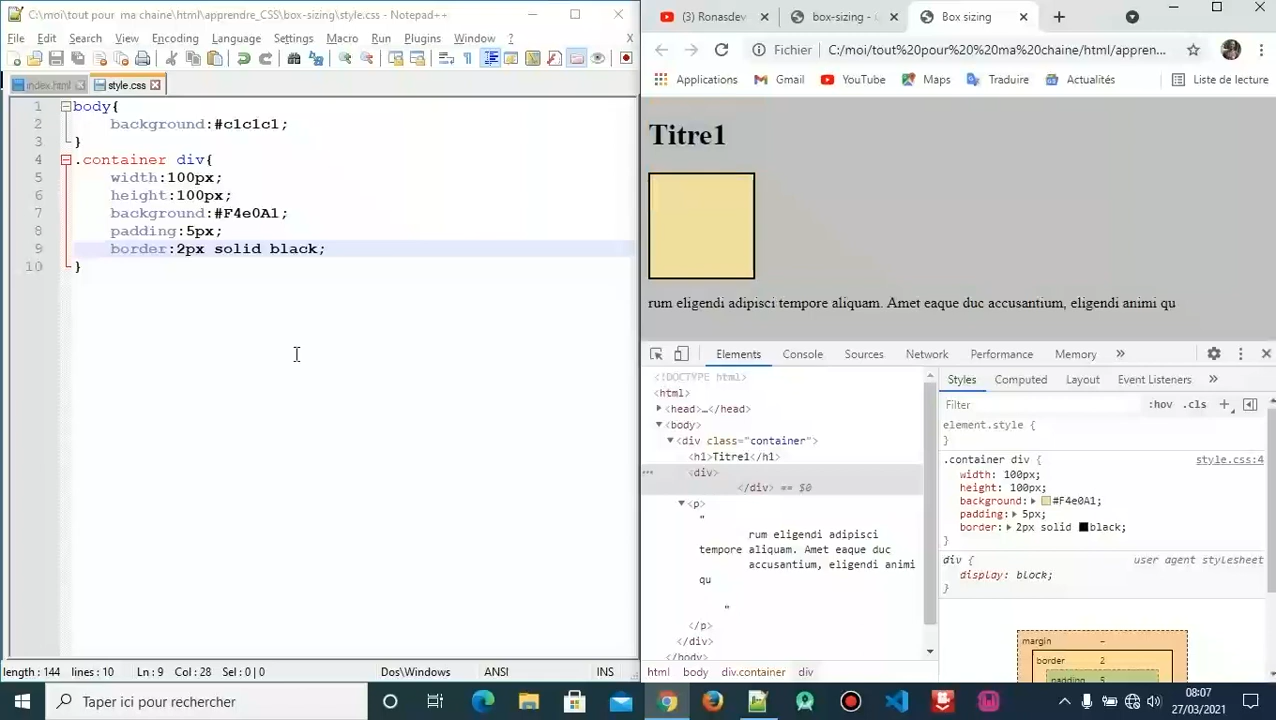 C:\moi\tout pour ma chaine\html\apprendre_CSS\box-sizing\style.css - Notepad++
File Edit Search View Encoding Language Settings Macro Run Plugins Window ?
index.html style.css
1 body{
2 background:#c1c1c1;
3 }
4 .container div{
5 width:100px;
6 height:100px;
7 background:#F4e0A1;
8 padding:5px;
9 border:2px solid black;
10 }
length : 144 lines : 10 Ln : 9 Col : 28 Sel : 0 | 0 Dos\Windows ANSI INS
(3) Ronasdev box-sizing - Box sizing
Fichier C:/moi/tout%20pour%20%20ma%20chaine/html/appren...
Applications Gmail YouTube Maps Traduire Actualités Liste de lecture
Titre1
rum eligendi adipisci tempore aliquam. Amet eaque duc accusantium, eligendi animi qu
Elements Console Sources Network Performance Memory »
<!DOCTYPE html>
<html>
<head>…</head>
<body>
<div class="container">
<h1>Titre1</h1>
<div>
</div> == $0
<p>
"
rum eligendi adipisci
tempore aliquam. Amet eaque duc
accusantium, eligendi animi
qu
"
</p>
</div>
</body>
html body div.container div
Styles Computed Layout Event Listeners »
Filter :hov .cls +
element.style {
}
.container div { style.css:4
width: 100px;
height: 100px;
background: #F4e0A1;
padding: 5px;
border: 2px solid black;
}
div { user agent stylesheet
display: block;
}
margin -
border 2
padding 5
Taper ici pour rechercher
08:07
27/03/2021